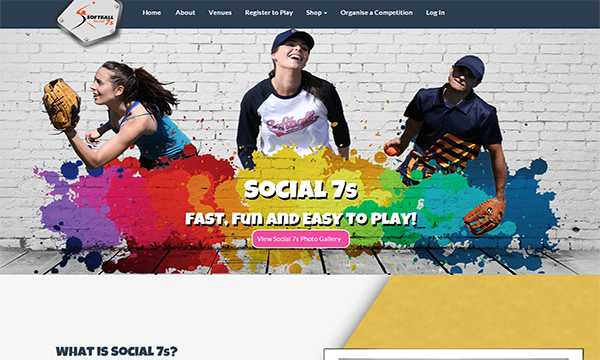 SOFTBALL
Social 7s
Home About Venues Register to Play Shop Organise a Competition Log In
Softball
Social 7s
Fast, Fun and Easy to Play!
View Social 7s Photo Gallery
What is Social 7s?